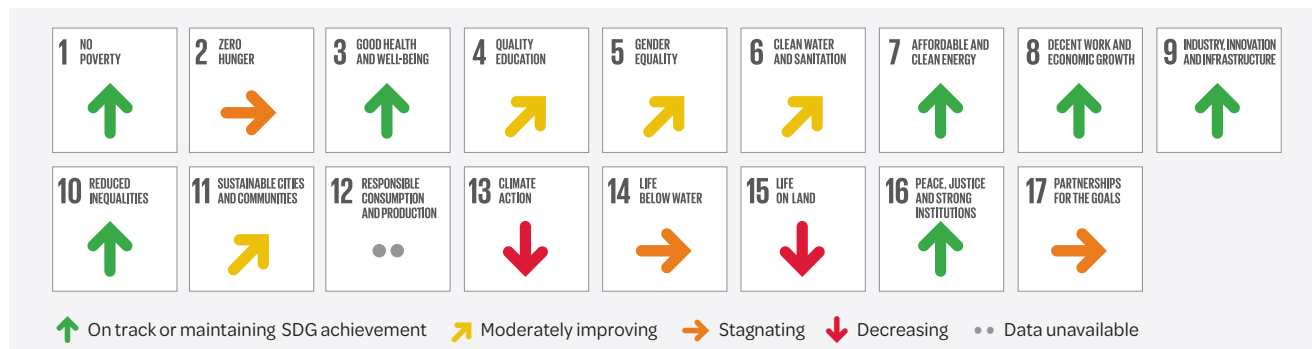 1 NO
POVERTY
2 ZERO
HUNGER
3 GOOD HEALTH
AND WELL-BEING
4 QUALITY
EDUCATION
5 GENDER
EQUALITY
6 CLEAN WATER
AND SANITATION
7 AFFORDABLE AND
CLEAN ENERGY
8 DECENT WORK AND
ECONOMIC GROWTH
9 INDUSTRY, INNOVATION
AND INFRASTRUCTURE
10 REDUCED
INEQUALITIES
11 SUSTAINABLE CITIES
AND COMMUNITIES
12 RESPONSIBLE
CONSUMPTION
AND PRODUCTION
13 CLIMATE
ACTION
14 LIFE
BELOW WATER
15 LIFE
ON LAND
16 PEACE, JUSTICE
AND STRONG
INSTITUTIONS
17 PARTNERSHIPS
FOR THE GOALS
On track or maintaining SDG achievement
Moderately improving
Stagnating
Decreasing
Data unavailable